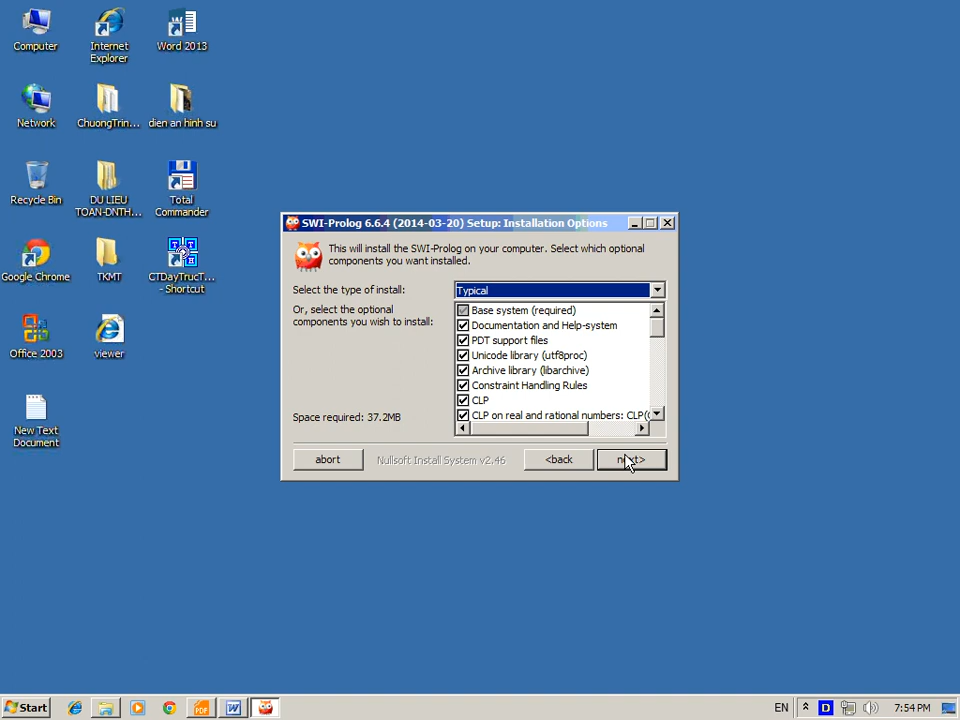 Computer
Internet
Explorer
Word 2013
Network
ChuongTrin...
dien an hinh su
Recycle Bin
DU LIEU
TOAN-DNTH...
Total
Commander
Google Chrome
TKMT
CTDayTrucT...
- Shortcut
Office 2003
viewer
New Text
Document
SWI-Prolog 6.6.4 (2014-03-20) Setup: Installation Options
This will install the SWI-Prolog on your computer. Select which optional
components you want installed.
Select the type of install:
Typical
Or, select the optional
components you wish to install:
Base system (required)
Documentation and Help-system
PDT support files
Unicode library (utf8proc)
Archive library (libarchive)
Constraint Handling Rules
CLP
CLP on real and rational numbers: CLP(
Space required: 37.2MB
abort
Nullsoft Install System v2.46
<back
next>
Start
PDF
EN
D
7:54 PM